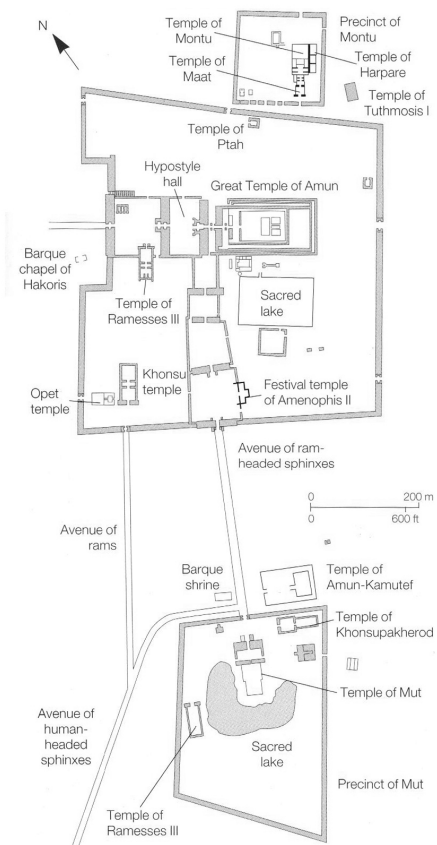 N
Temple of
Montu
Precinct of
Montu
Temple of
Maat
Temple of
Harpare
Temple of
Tuthmosis I
Temple of
Ptah
Hypostyle
hall
Great Temple of Amun
Barque
chapel of
Hakoris
Temple of
Ramesses III
Sacred
lake
Khonsu
temple
Opet
temple
Festival temple
of Amenophis II
Avenue of ram-
headed sphinxes
0 200 m
0 600 ft
Avenue of
rams
Barque
shrine
Temple of
Amun-Kamutef
Temple of
Khonsupakherod
Temple of Mut
Avenue of
human-
headed
sphinxes
Sacred
lake
Temple of
Ramesses III
Precinct of Mut